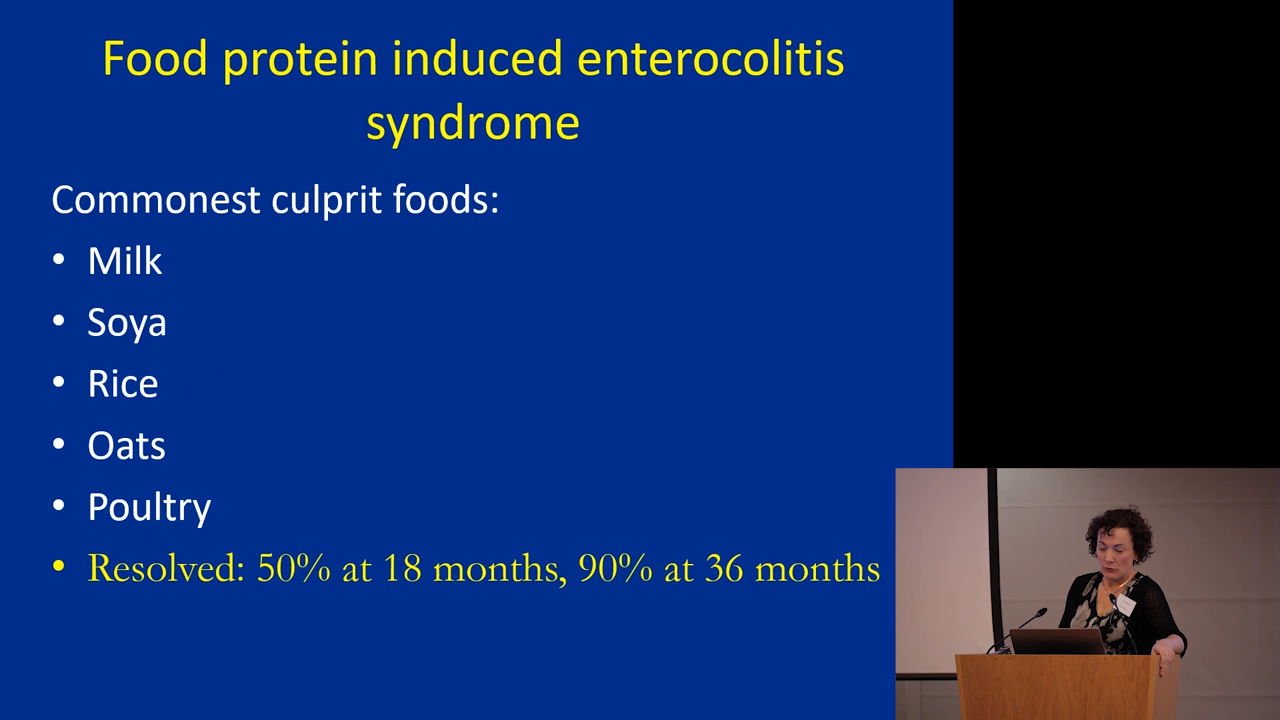 Food protein induced enterocolitis
syndrome
Commonest culprit foods:
• Milk
• Soya
• Rice
• Oats
• Poultry
• Resolved: 50% at 18 months, 90% at 36 months